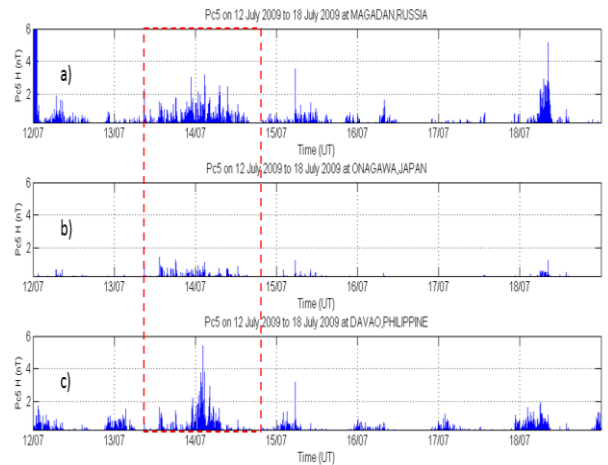 Pc5 on 12 July 2009 to 18 July 2009 at MAGADAN,RUSSIA
6
4
2
Pc5 H (nT)
a)
12/07 13/07 14/07 15/07 16/07 17/07 18/07
Time (UT)
Pc5 on 12 July 2009 to 18 July 2009 at ONAGAWA,JAPAN
6
4
2
Pc5 H (nT)
b)
12/07 13/07 14/07 15/07 16/07 17/07 18/07
Time (UT)
Pc5 on 12 July 2009 to 18 July 2009 at DAVAO,PHILIPPINE
6
4
2
Pc5 H (nT)
c)
12/07 13/07 14/07 15/07 16/07 17/07 18/07
Time (UT)